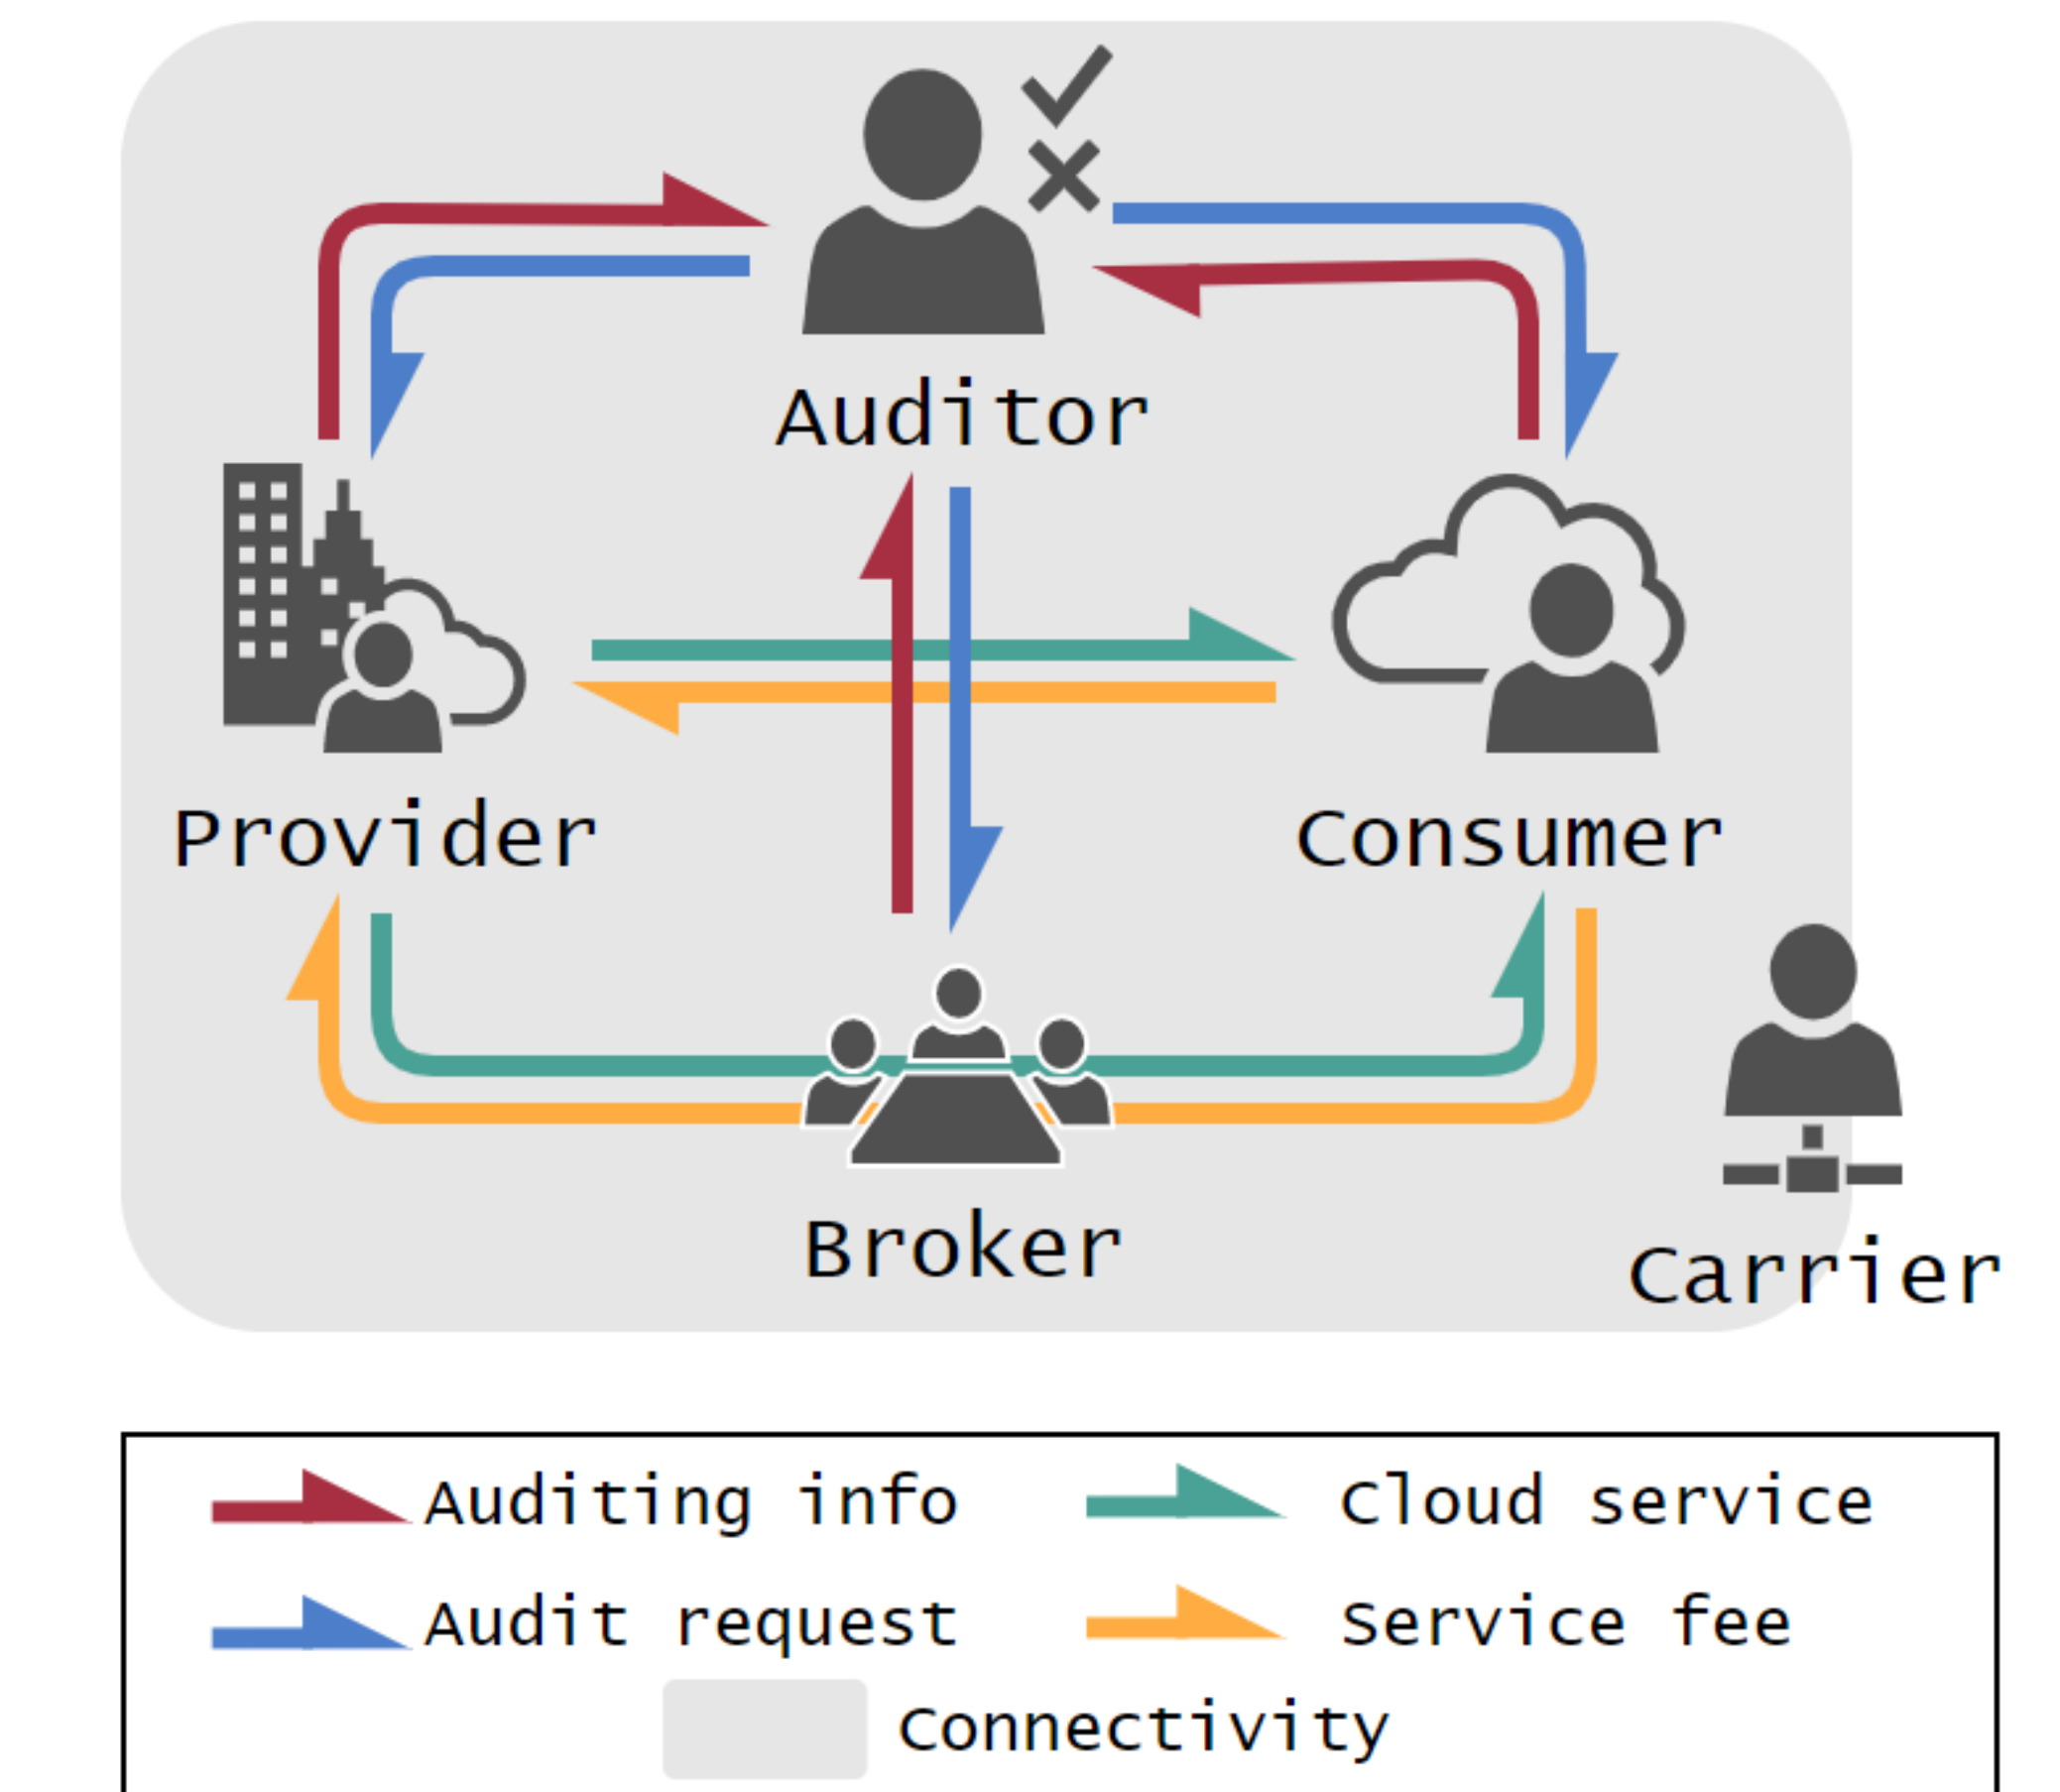 Auditor
Provider
Consumer
Broker
Carrier
Auditing info
Cloud service
Audit request
Service fee
Connectivity